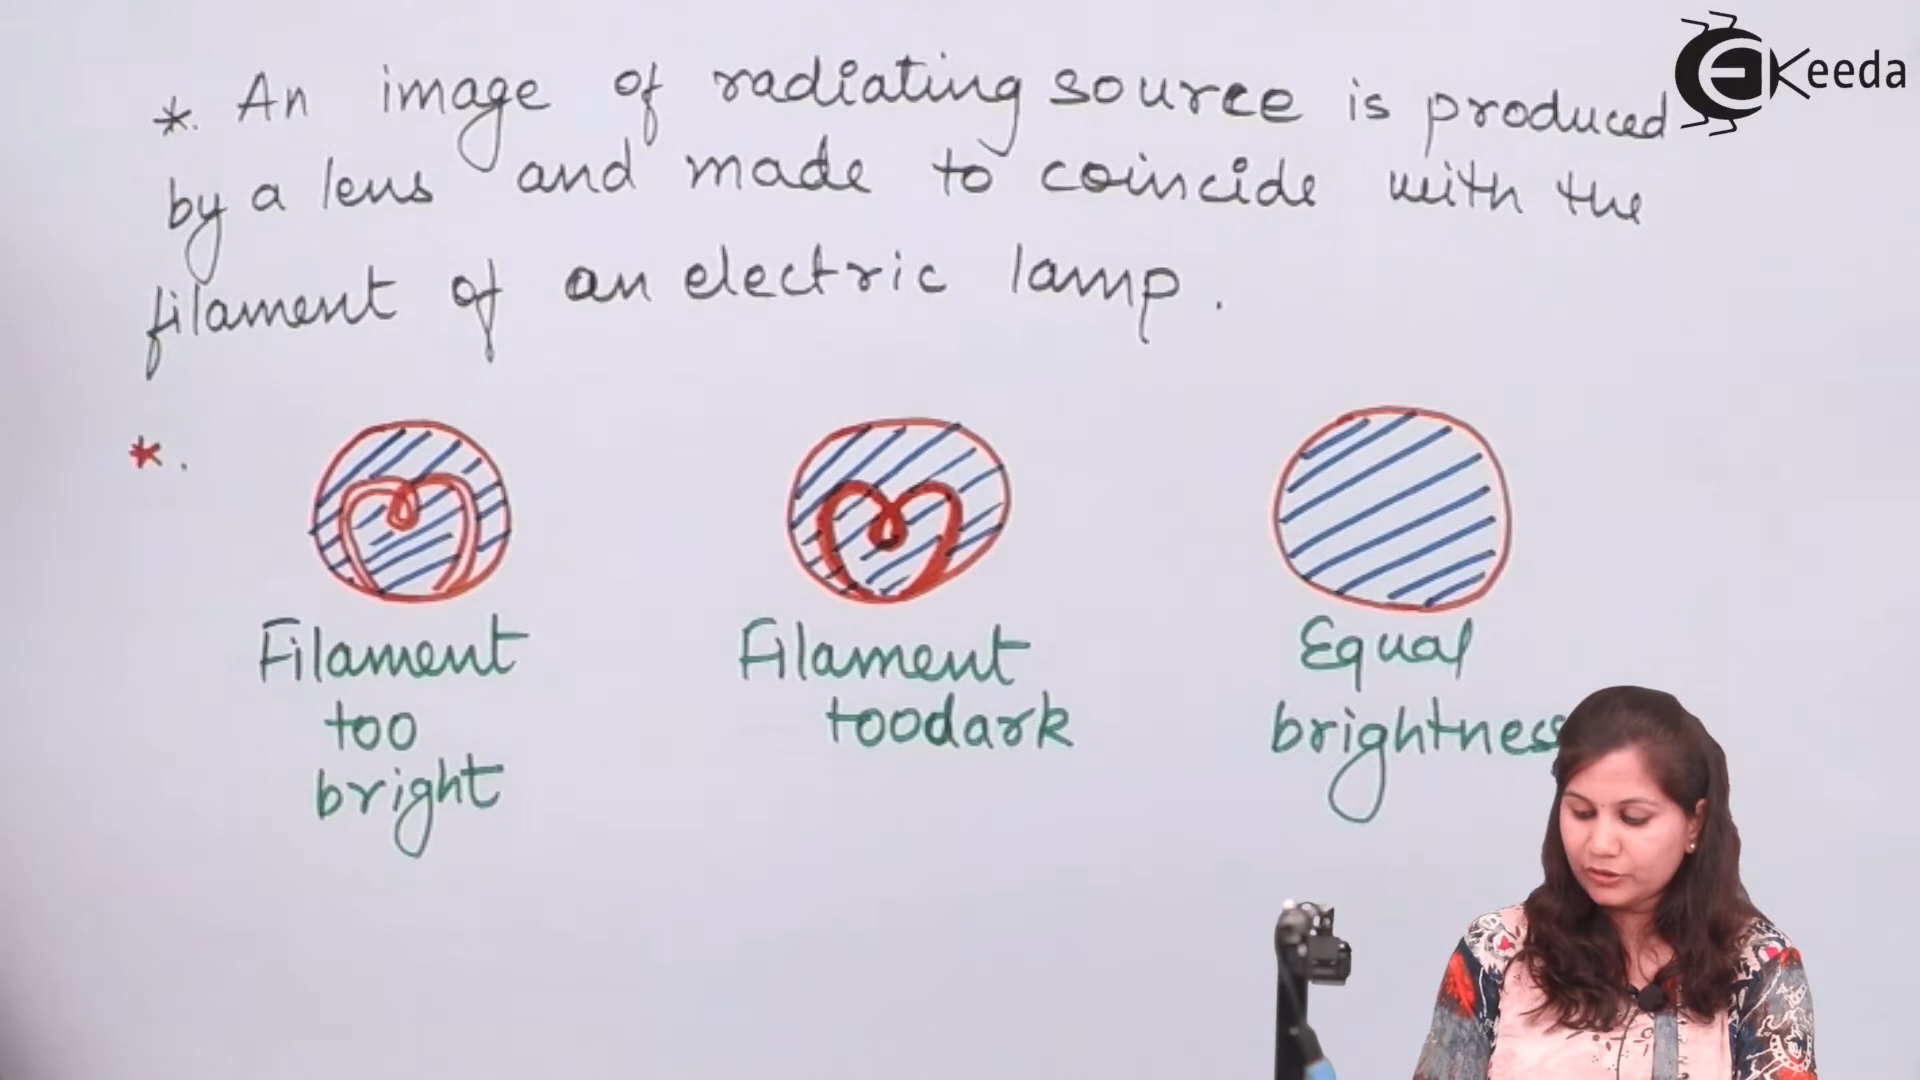 Keeda
*. An image of radiating source is produced
by a lens and made to coincide with the
filament of an electric lamp.
*.
Filament Filament Equal
too toodark brightness
bright